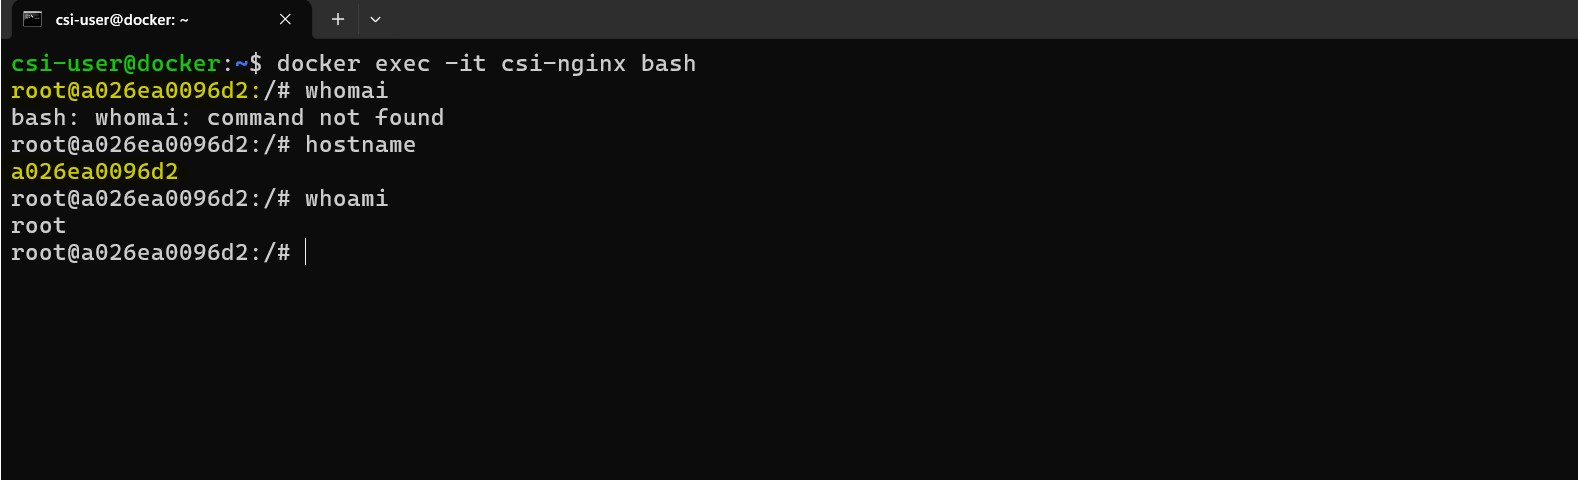 csi-user@docker: ~
csi-user@docker:~$ docker exec -it csi-nginx bash
root@a026ea0096d2:/# whomai
bash: whomai: command not found
root@a026ea0096d2:/# hostname
a026ea0096d2
root@a026ea0096d2:/# whoami
root
root@a026ea0096d2:/#